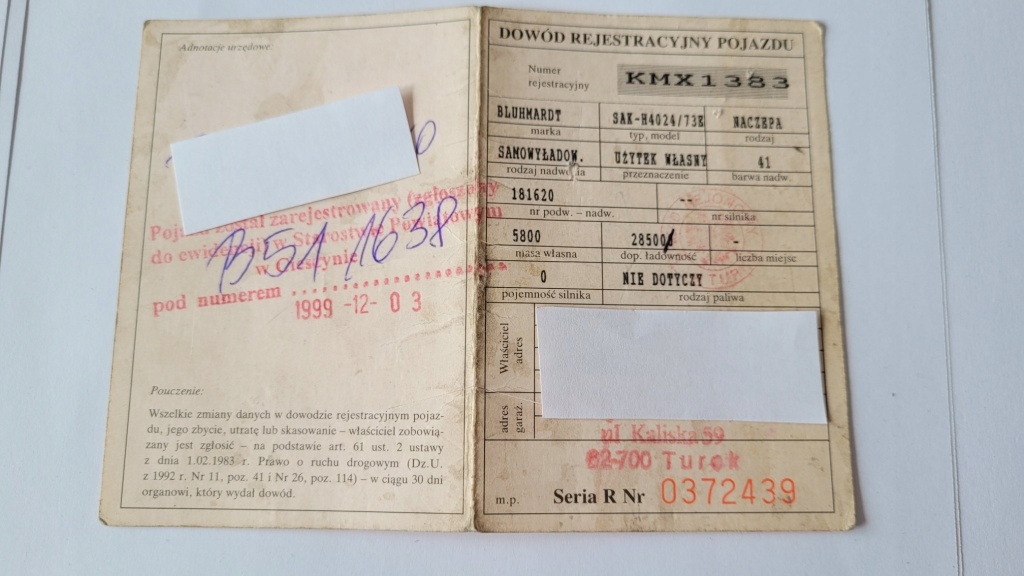 Adnotacje urzędowe:
Pojazd został zarejestrowany (zgłoszony
do ewidencji) w Starostwie Powiatowym
w Cieszynie
B51 1638
pod numerem
1999 -12- 03
Pouczenie:
Wszelkie zmiany danych w dowodzie rejestracyjnym pojaz-
du, jego zbycie, utratę lub skasowanie – właściciel zobowią-
zany jest zgłosić – na podstawie art. 61 ust. 2 ustawy
z dnia 1.02.1983 r. Prawo o ruchu drogowym (Dz.U.
z 1992 r. Nr 11, poz. 41 i Nr 26, poz. 114) – w ciągu 30 dni
organowi, który wydał dowód.
DOWÓD REJESTRACYJNY POJAZDU
Numer
rejestracyjny
KMX1383
BLUHMARDT SAK-H4024/73E NACZEPA
marka typ, model rodzaj
SAMOWYŁADOW. UŻYTEK WŁASNY 41
rodzaj nadwozia przeznaczenie barwa nadw.
181620 --
nr podw. – nadw. nr silnika
5800 28500 -
masa własna dop. ładowność liczba miejsc
0 NIE DOTYCZY
pojemność silnika rodzaj paliwa
Właściciel
adres
adres
garaż.
pl Kaliska 59
62-700 Turek
m.p. Seria R Nr 0372439